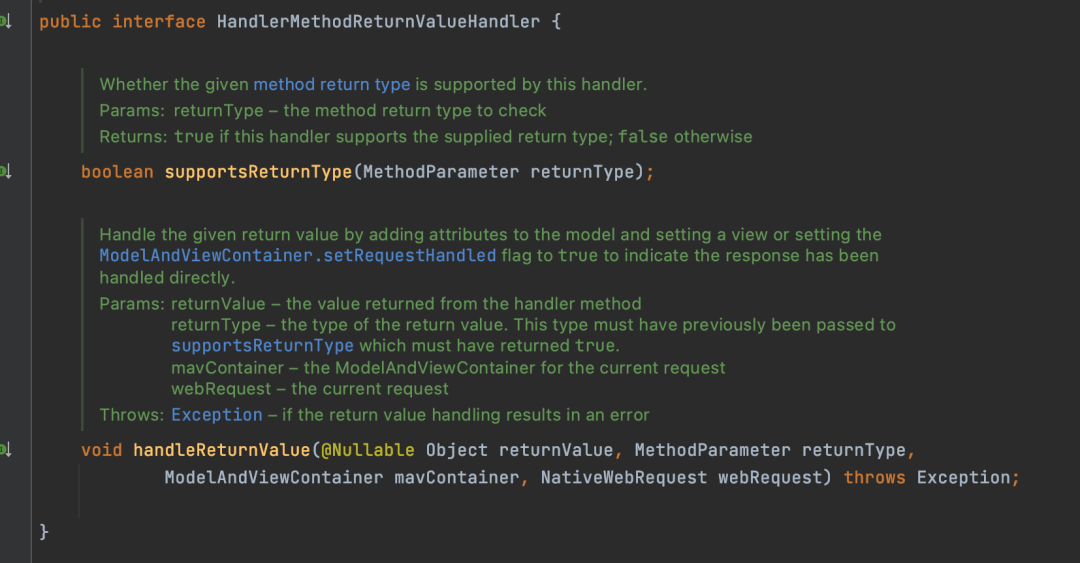 public interface HandlerMethodReturnValueHandler {
Whether the given method return type is supported by this handler.
Params: returnType – the method return type to check
Returns: true if this handler supports the supplied return type; false otherwise
boolean supportsReturnType(MethodParameter returnType);
Handle the given return value by adding attributes to the model and setting a view or setting the
ModelAndViewContainer.setRequestHandled flag to true to indicate the response has been
handled directly.
Params: returnValue – the value returned from the handler method
returnType – the type of the return value. This type must have previously been passed to
supportsReturnType which must have returned true.
mavContainer – the ModelAndViewContainer for the current request
webRequest – the current request
Throws: Exception – if the return value handling results in an error
void handleReturnValue(@Nullable Object returnValue, MethodParameter returnType,
ModelAndViewContainer mavContainer, NativeWebRequest webRequest) throws Exception;
}